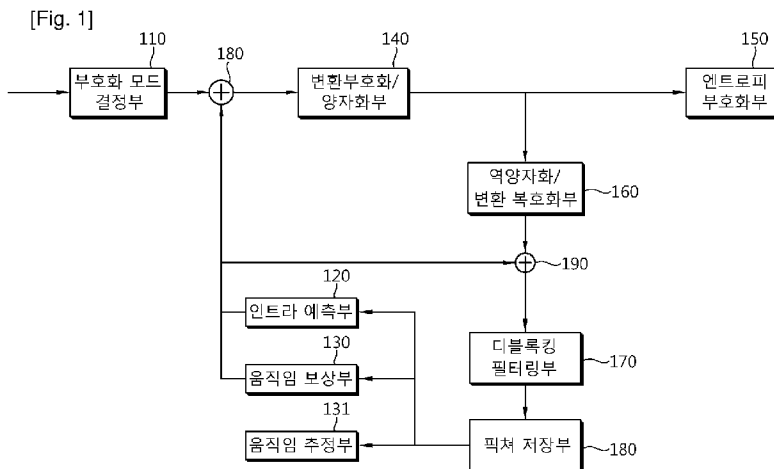 [Fig. 1]
110
부호화 모드
결정부
180
140
변환부호화/
양자화부
150
엔트로피
부호화부
역양자화/
변환 복호화부
160
190
120
인트라 예측부
130
움직임 보상부
131
움직임 추정부
디블록킹
필터링부
170
픽쳐 저장부
180